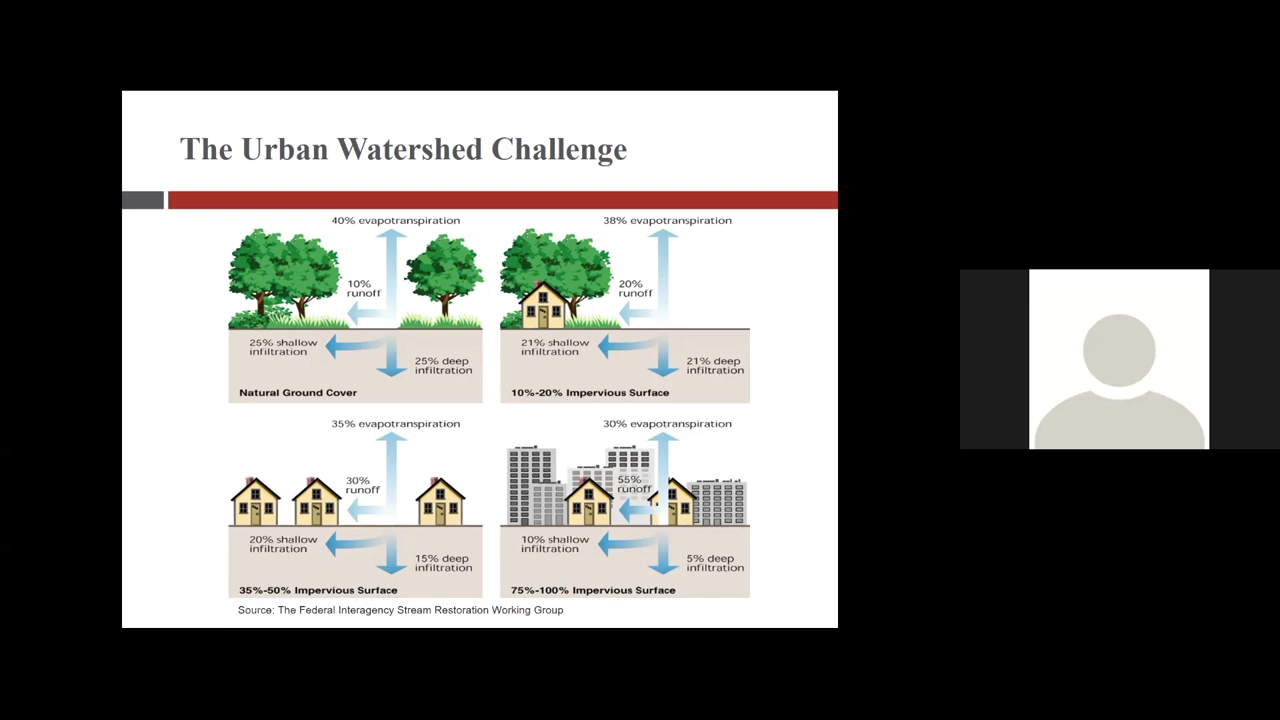 The Urban Watershed Challenge
40% evapotranspiration
10%
runoff
25% shallow
infiltration
25% deep
infiltration
Natural Ground Cover
38% evapotranspiration
20%
runoff
21% shallow
infiltration
21% deep
infiltration
10%-20% Impervious Surface
35% evapotranspiration
30%
runoff
20% shallow
infiltration
15% deep
infiltration
35%-50% Impervious Surface
30% evapotranspiration
55%
runoff
10% shallow
infiltration
5% deep
infiltration
75%-100% Impervious Surface
Source: The Federal Interagency Stream Restoration Working Group